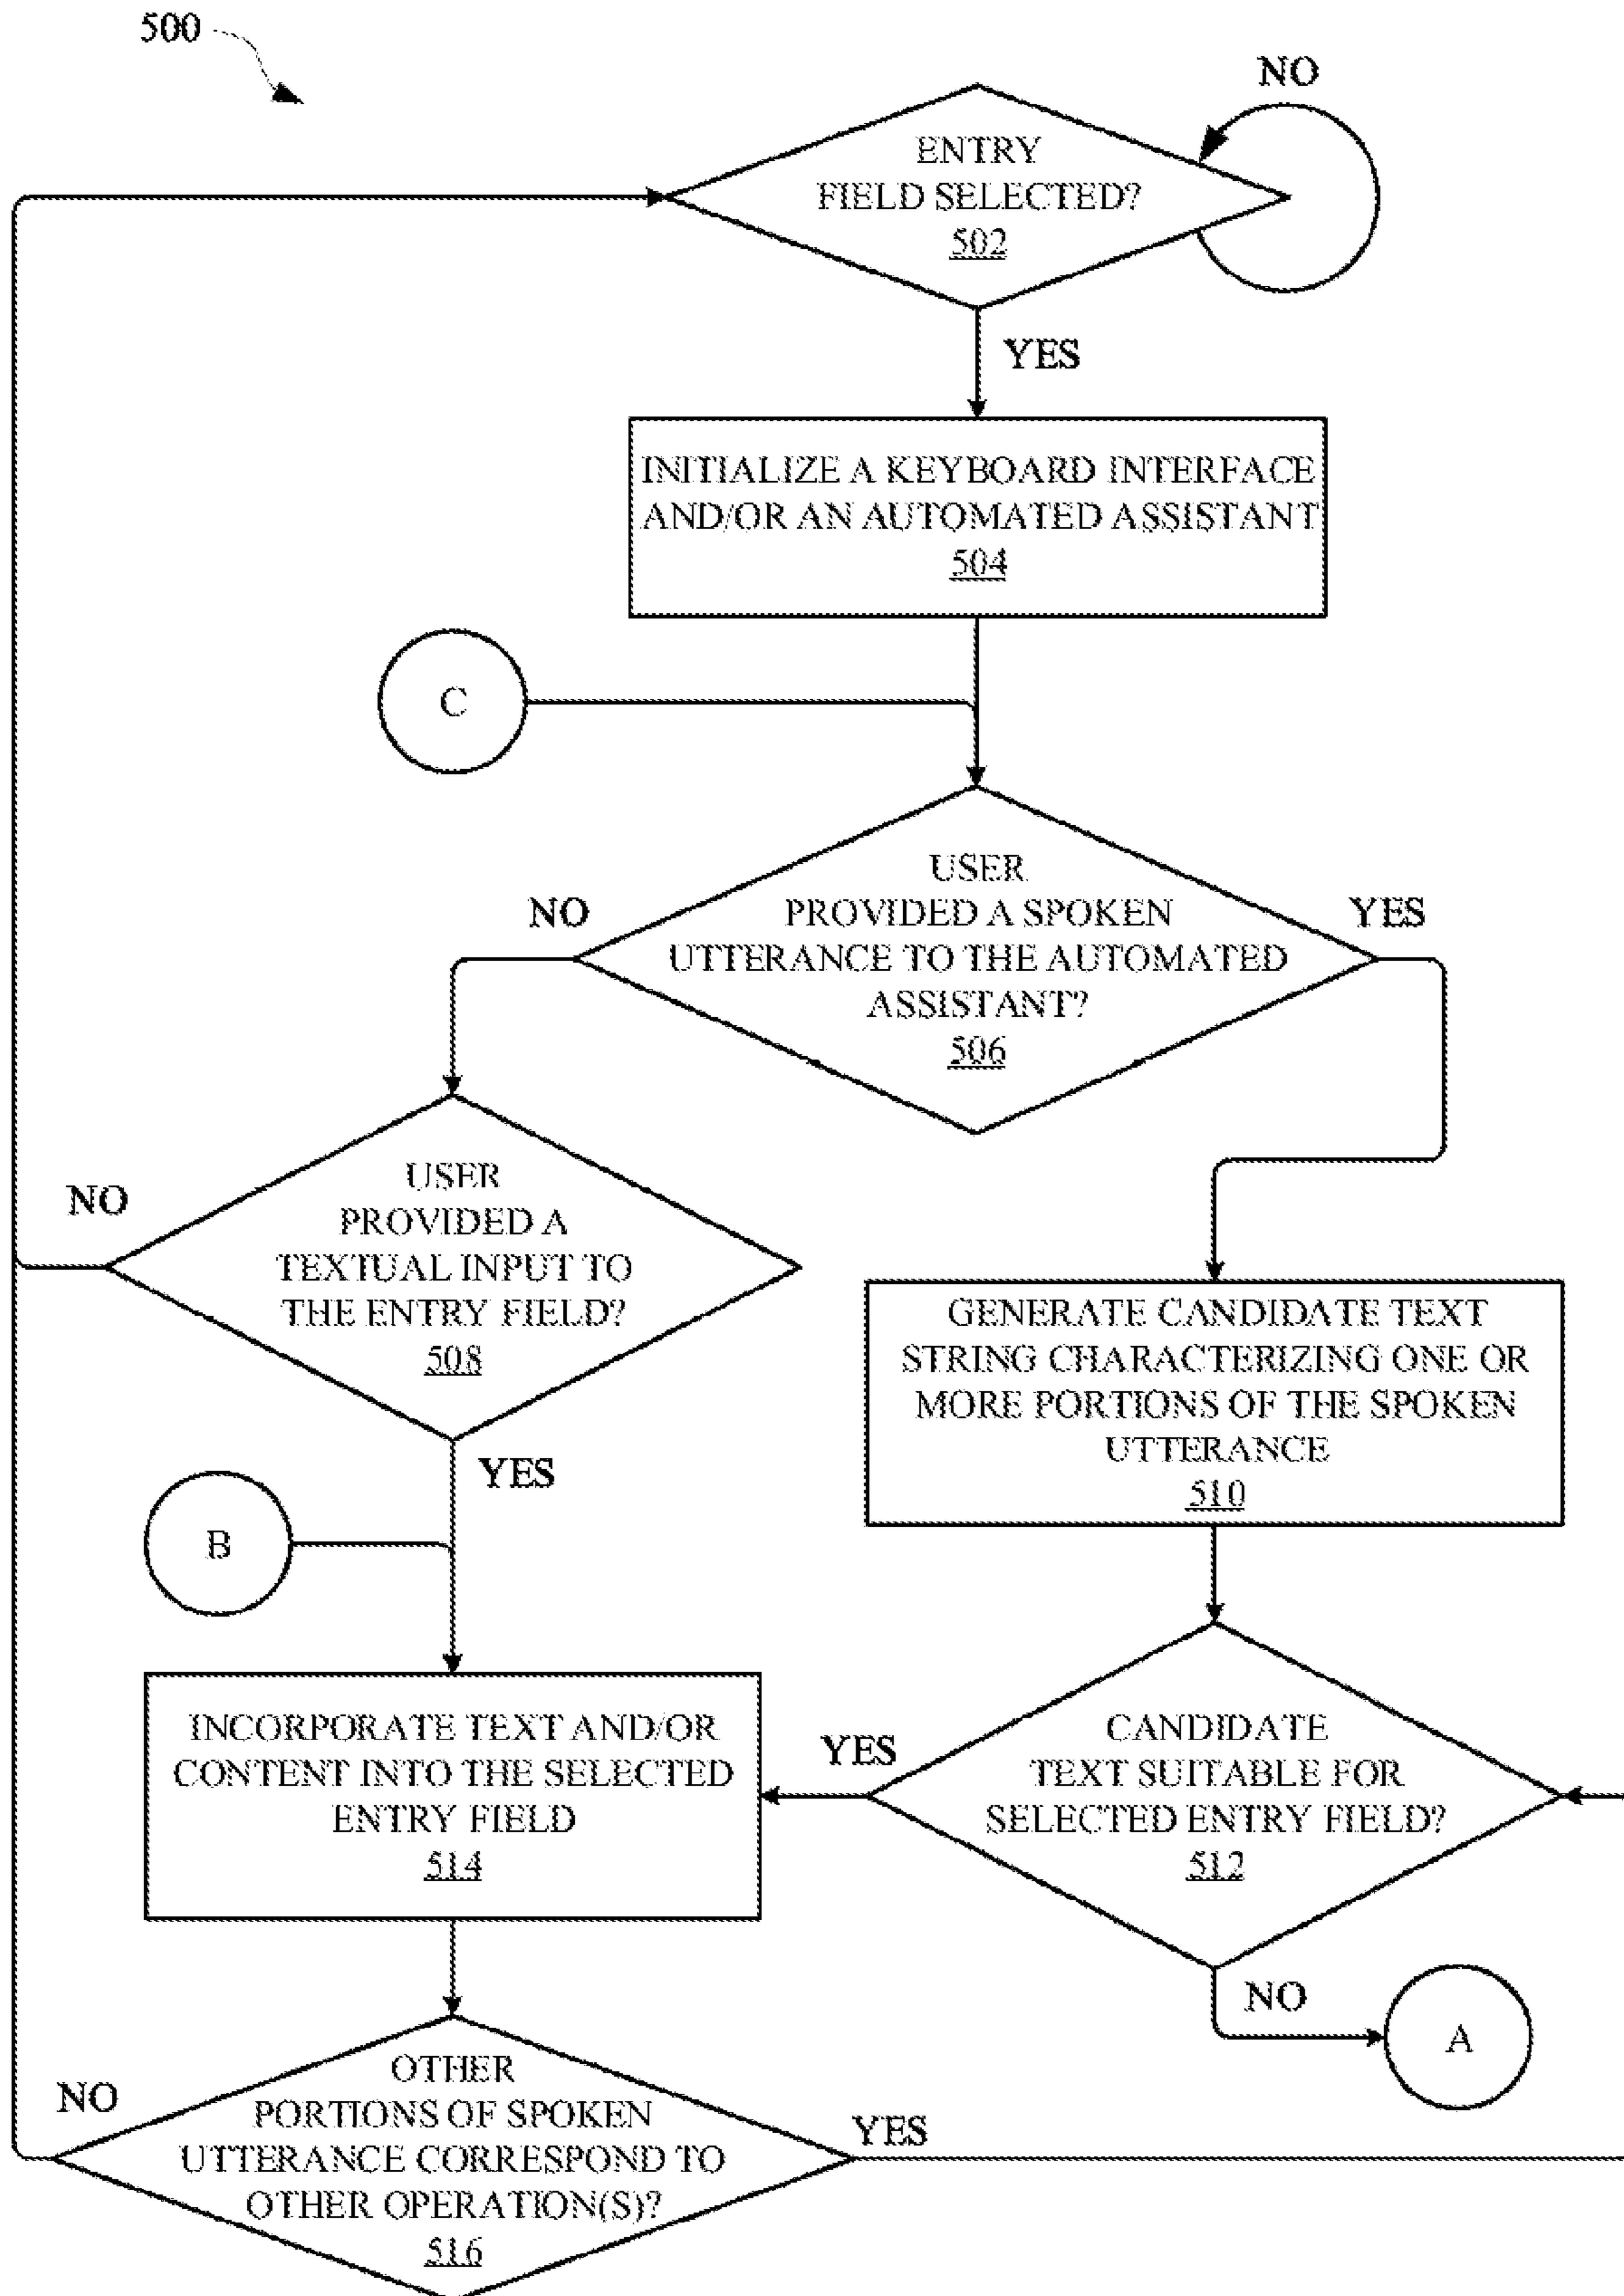 500
NO
ENTRY
FIELD SELECTED?
502
YES
INITIALIZE A KEYBOARD INTERFACE
AND/OR AN AUTOMATED ASSISTANT
504
C
USER
PROVIDED A SPOKEN
UTTERANCE TO THE AUTOMATED
ASSISTANT?
506
NO
YES
USER
PROVIDED A
TEXTUAL INPUT TO
THE ENTRY FIELD?
508
NO
YES
GENERATE CANDIDATE TEXT
STRING CHARACTERIZING ONE OR
MORE PORTIONS OF THE SPOKEN
UTTERANCE
510
B
INCORPORATE TEXT AND/OR
CONTENT INTO THE SELECTED
ENTRY FIELD
514
YES
CANDIDATE
TEXT SUITABLE FOR
SELECTED ENTRY FIELD?
512
NO
A
NO
OTHER
PORTIONS OF SPOKEN
UTTERANCE CORRESPOND TO
OTHER OPERATION(S)?
516
YES